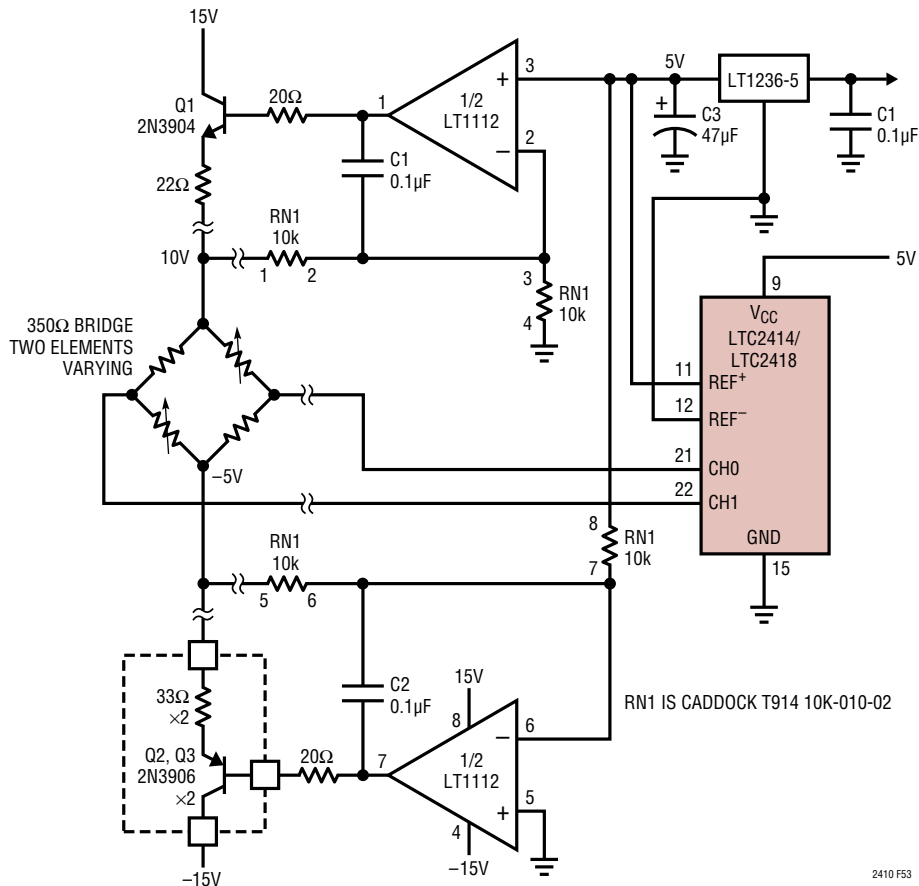 15V
Q1
2N3904
20Ω
1
1/2
LT1112
+
–
3
2
5V
LT1236-5
+
C3
47µF
C1
0.1µF
C1
0.1µF
22Ω
RN1
10k
10V
1
2
3
4
RN1
10k
5V
9
VCC
LTC2414/
LTC2418
11
REF+
12
REF–
21
CH0
22
CH1
GND
15
350Ω BRIDGE
TWO ELEMENTS
VARYING
–5V
8
RN1
10k
7
RN1
10k
5
6
C2
0.1µF
15V
8
RN1 IS CADDOCK T914 10K-010-02
33Ω
×2
Q2, Q3
2N3906
×2
20Ω
7
1/2
LT1112
–
+
6
5
4
–15V
–15V
2410 F53